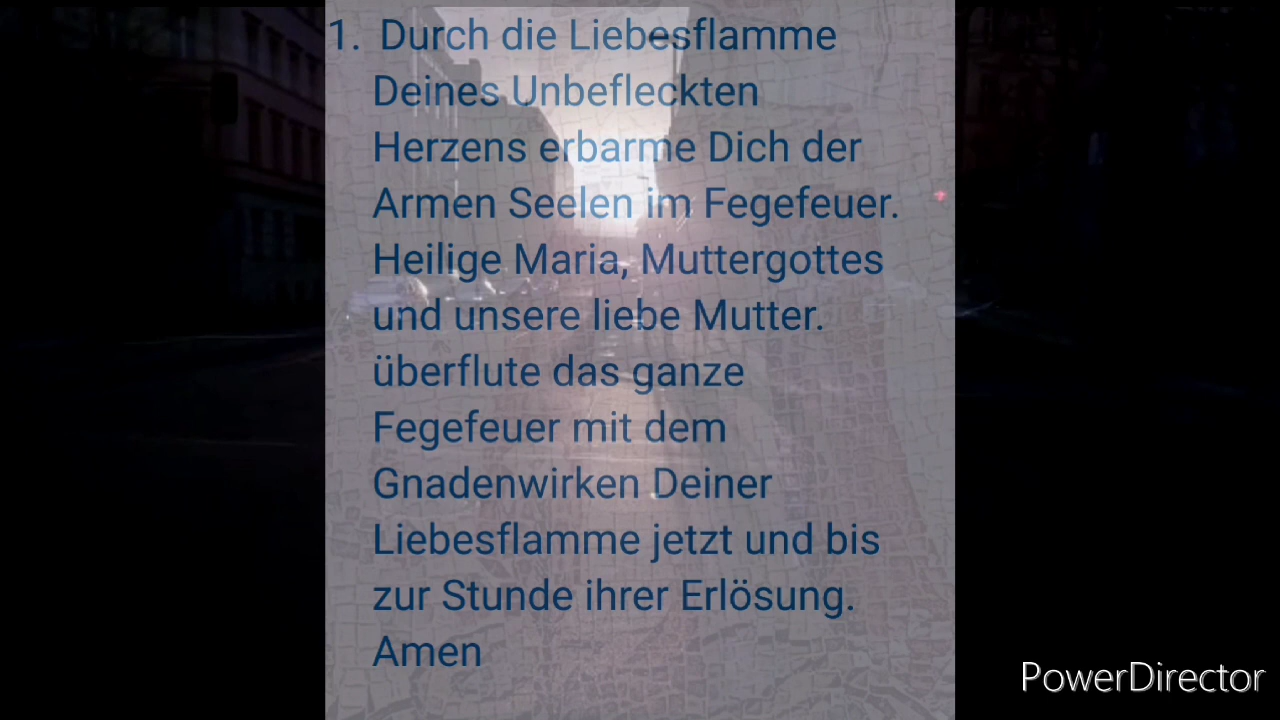 1. Durch die Liebesflamme
Deines Unbefleckten
Herzens erbarme Dich der
Armen Seelen im Fegefeuer.
Heilige Maria, Muttergottes
und unsere liebe Mutter.
überflute das ganze
Fegefeuer mit dem
Gnadenwirken Deiner
Liebesflamme jetzt und bis
zur Stunde ihrer Erlösung.
Amen
PowerDirector